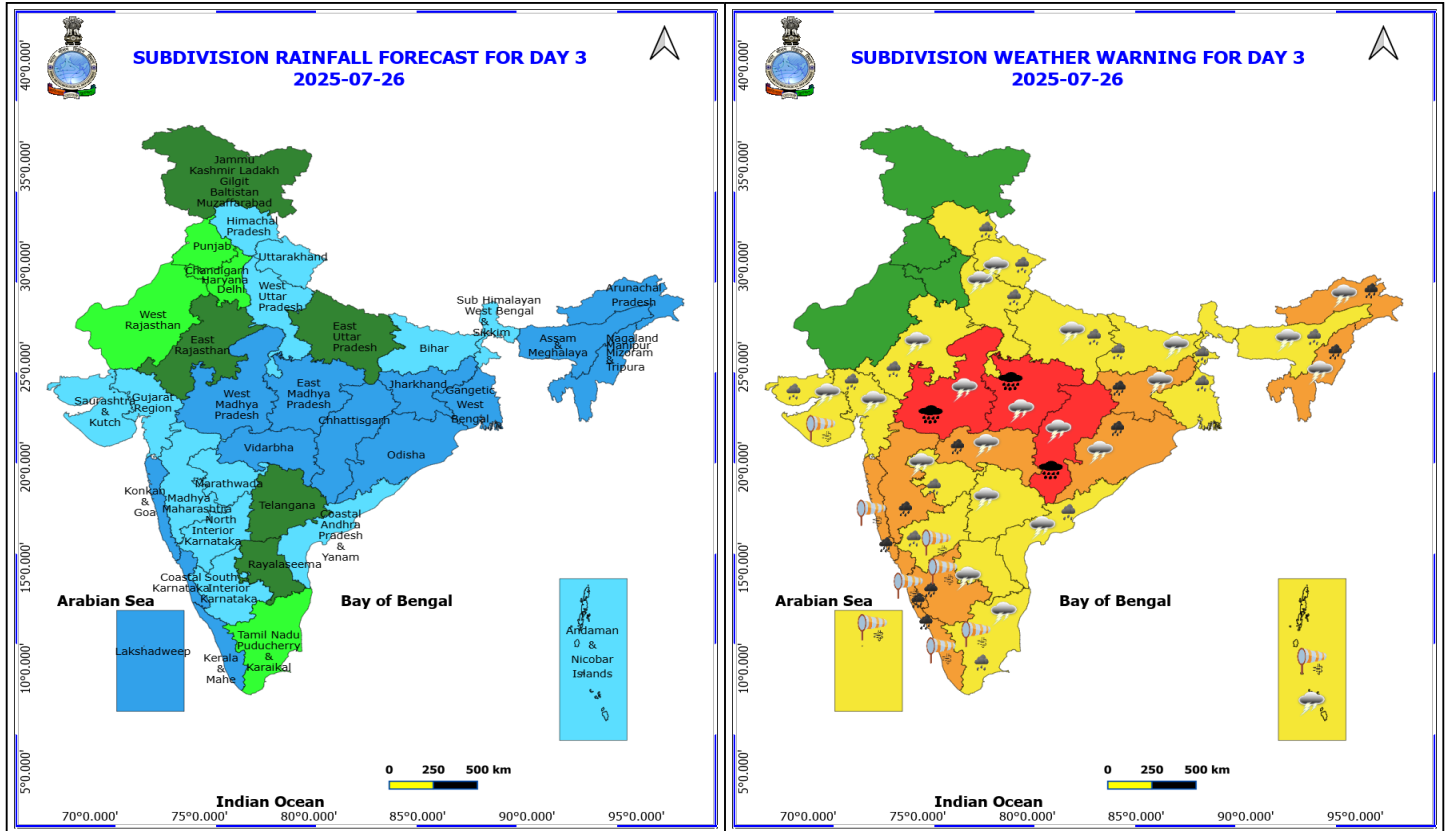 SUBDIVISION RAINFALL FORECAST FOR DAY 3
2025-07-26
40°0.000'
35°0.000'
30°0.000'
25°0.000'
20°0.000'
15°0.000'
10°0.000'
5°0.000'
Jammu
Kashmir Ladakh
Gilgit
Baltistan
Muzaffarabad
Himachal
Pradesh
Punjab
Uttarakhand
Chandigarh
Haryana
Delhi
West
Uttar
Pradesh
West
Rajasthan
East
Rajasthan
East
Uttar
Pradesh
Sub Himalayan
West Bengal
&
Sikkim
Arunachal
Pradesh
Assam
&
Meghalaya
Nagaland
Manipur
Mizoram
&
Tripura
Bihar
Saurashtra
&
Kutch
Gujarat
Region
West
Madhya
Pradesh
East
Madhya
Pradesh
Jharkhand
Gangetic
West
Bengal
Chhattisgarh
Vidarbha
Odisha
Konkan
&
Goa
Madhya
Maharashtra
Marathwada
Telangana
North
Interior
Karnataka
Coastal
Andhra
Pradesh
&
Yanam
Rayalaseema
Coastal
Karnataka
South
Interior
Karnataka
Arabian Sea
Bay of Bengal
Lakshadweep
Kerala
&
Mahe
Tamil Nadu
Puducherry
&
Karaikal
Andaman
&
Nicobar
Islands
0 250 500 km
Indian Ocean
70°0.000' 75°0.000' 80°0.000' 85°0.000' 90°0.000' 95°0.000'
SUBDIVISION WEATHER WARNING FOR DAY 3
2025-07-26
40°0.000'
35°0.000'
30°0.000'
25°0.000'
20°0.000'
15°0.000'
10°0.000'
5°0.000'
Arabian Sea
Bay of Bengal
0 250 500 km
Indian Ocean
70°0.000' 75°0.000' 80°0.000' 85°0.000' 90°0.000' 95°0.000'